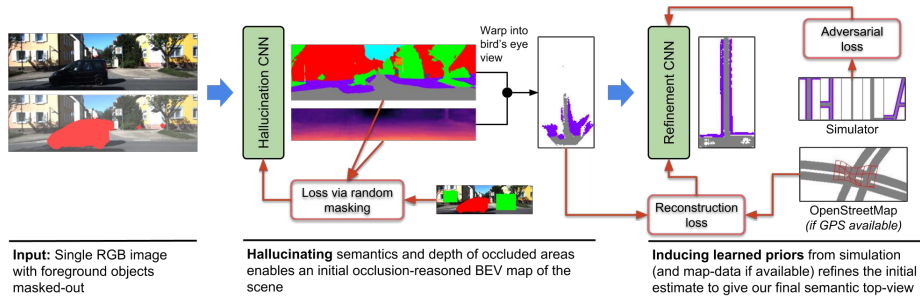 Hallucination CNN
Warp into
bird's eye
view
Loss via random
masking
Refinement CNN
Adversarial
loss
Simulator
Reconstruction
loss
OpenStreetMap
(if GPS available)
Input: Single RGB image
with foreground objects
masked-out
Hallucinating semantics and depth of occluded areas
enables an initial occlusion-reasoned BEV map of the
scene
Inducing learned priors from simulation
(and map-data if available) refines the initial
estimate to give our final semantic top-view